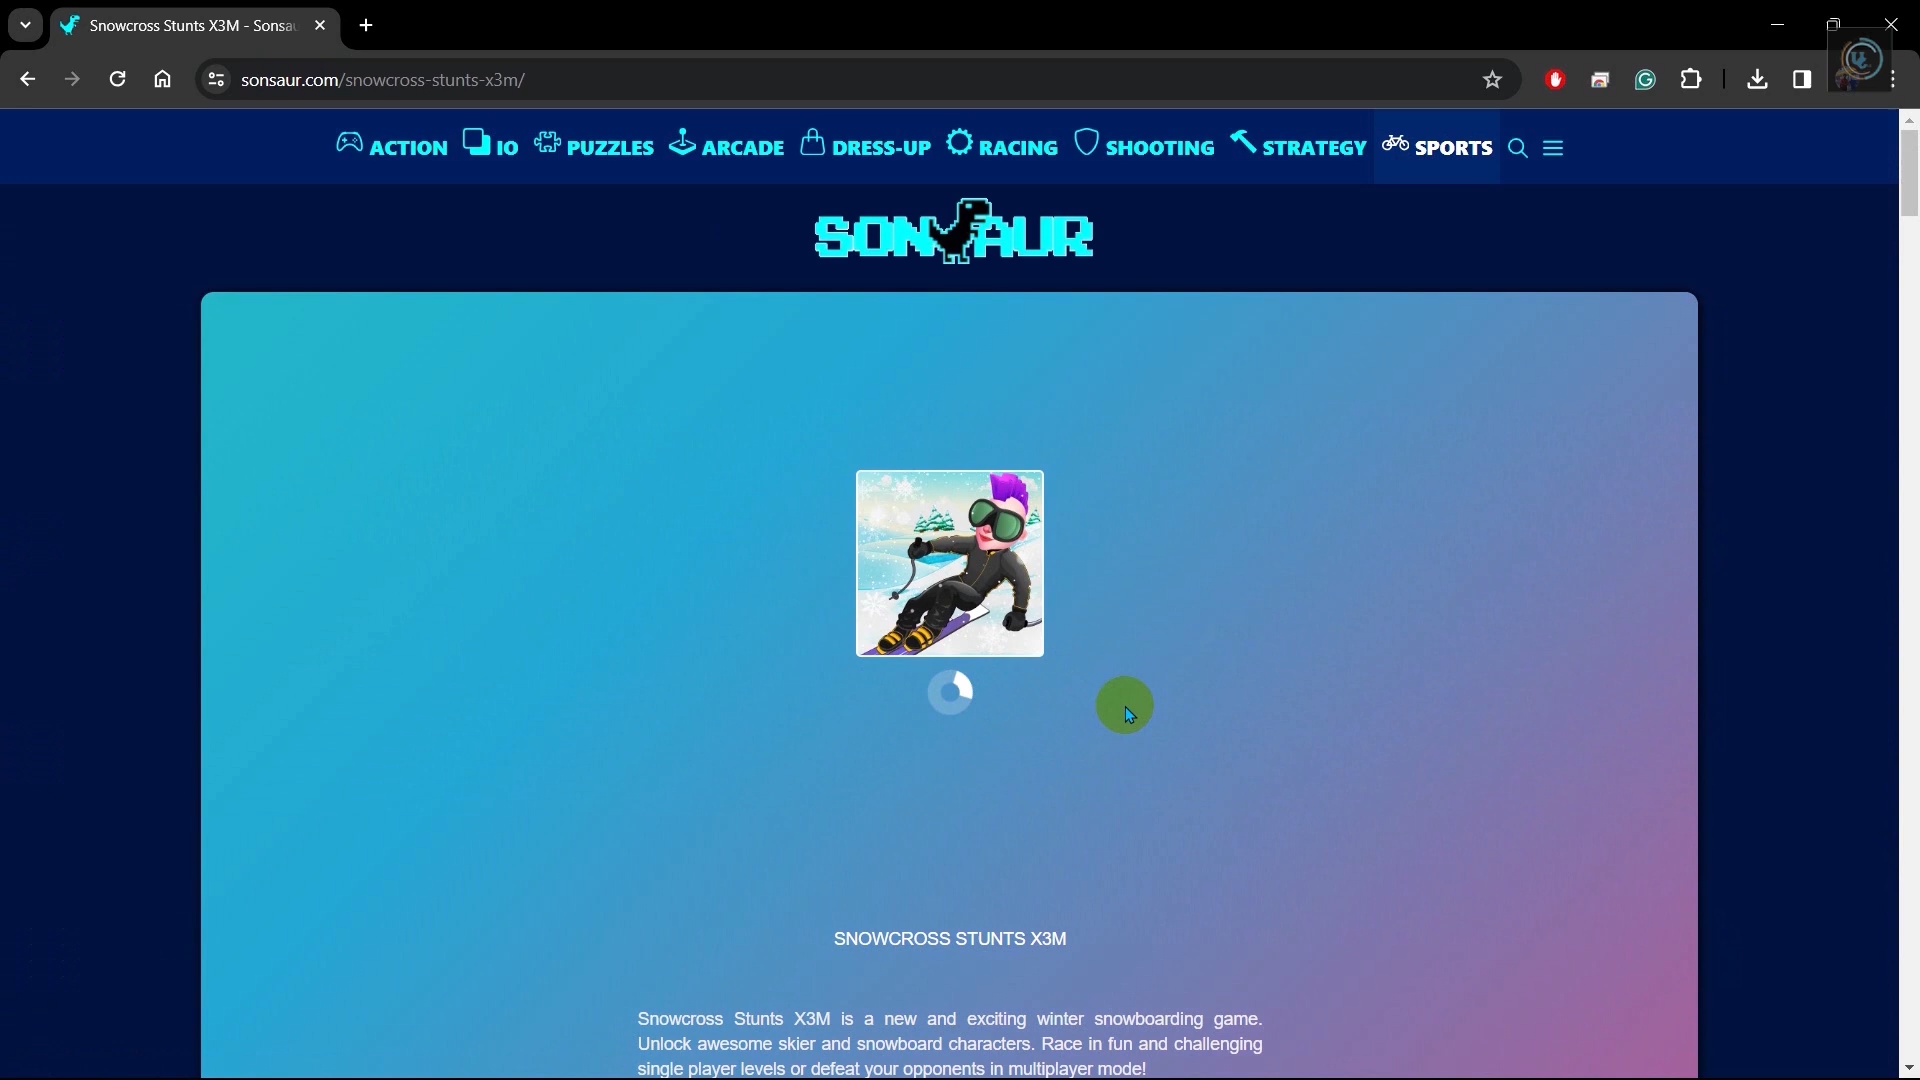 Snowcross Stunts X3M - Sonsau
sonsaur.com/snowcross-stunts-x3m/
ACTION IO PUZZLES ARCADE DRESS-UP RACING SHOOTING STRATEGY SPORTS
SONSAUR
SNOWCROSS STUNTS X3M
Snowcross Stunts X3M is a new and exciting winter snowboarding game.
Unlock awesome skier and snowboard characters. Race in fun and challenging
single player levels or defeat your opponents in multiplayer mode!